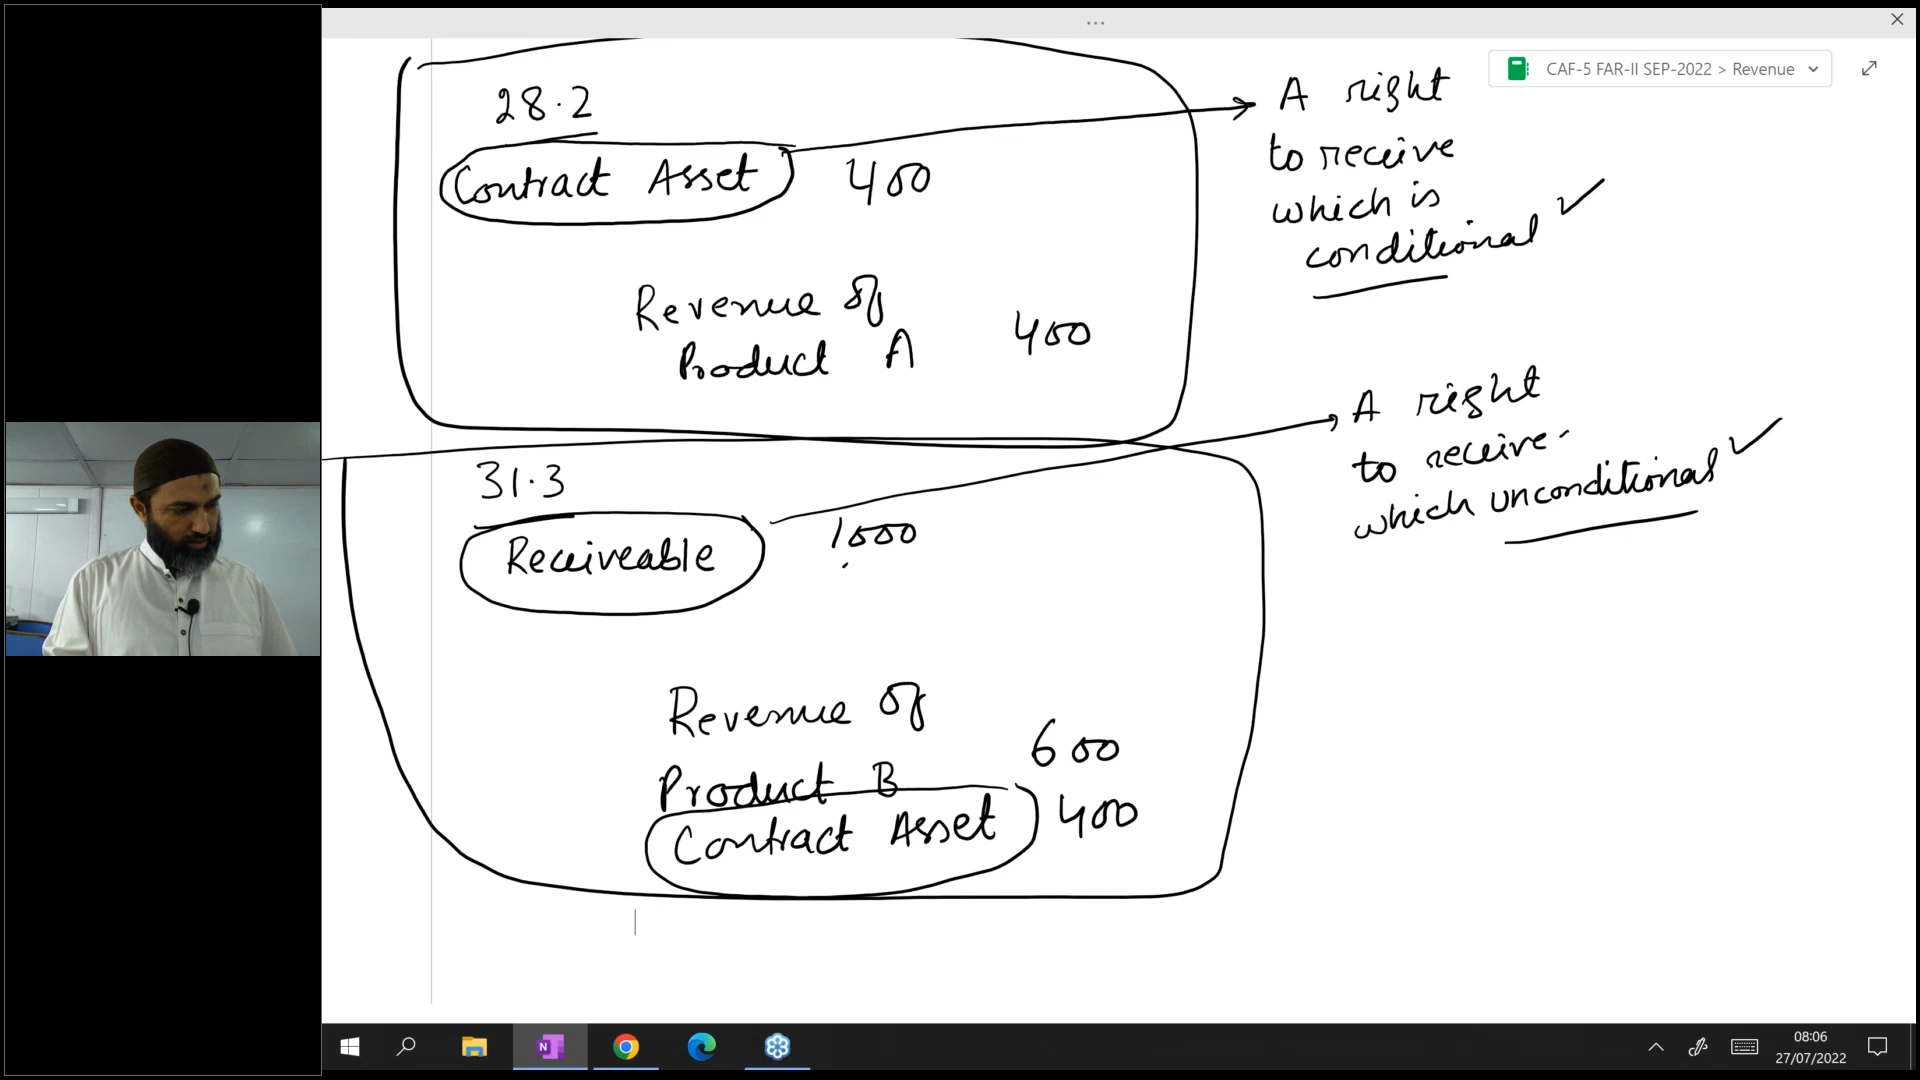 CAF-5 FAR-II SEP-2022 > Revenue
28.2
Contract Asset 400
Revenue of
Product A 400
A right
to receive
which is
conditional ✓
31.3
Receiveable 1000
Revenue of
Product B 600
Contract Asset 400
A right
to receive
which unconditional ✓
08:06
27/07/2022